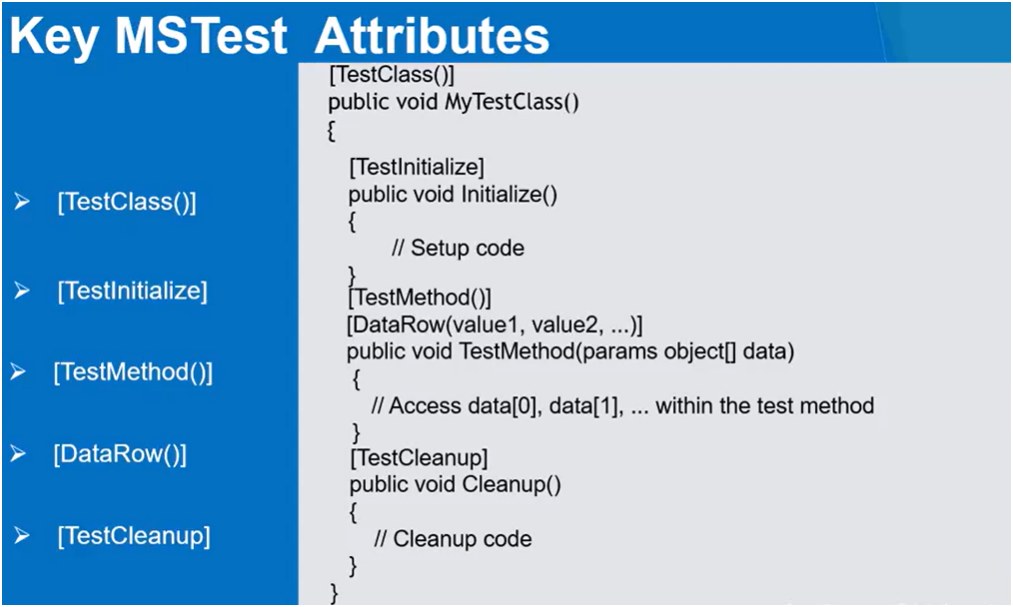 Key MSTest  Attributes
➢ [TestClass()]
➢ [TestInitialize]
➢ [TestMethod()]
➢ [DataRow()]
➢ [TestCleanup]
[TestClass()]
public void MyTestClass()
{
[TestInitialize]
public void Initialize()
{
// Setup code
}
[TestMethod()]
[DataRow(value1, value2, ...)]
public void TestMethod(params object[] data)
{
// Access data[0], data[1], ... within the test method
}
[TestCleanup]
public void Cleanup()
{
// Cleanup code
}
}